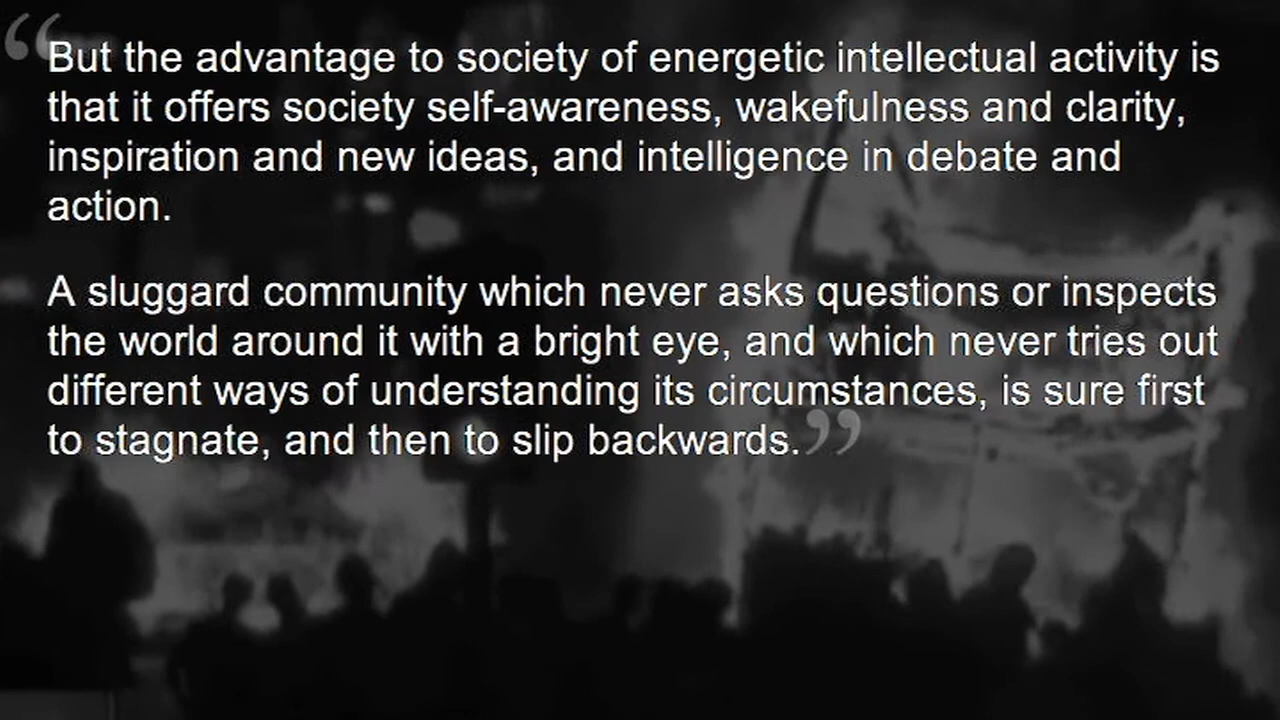 “But the advantage to society of energetic intellectual activity is
that it offers society self-awareness, wakefulness and clarity,
inspiration and new ideas, and intelligence in debate and
action.
A sluggard community which never asks questions or inspects
the world around it with a bright eye, and which never tries out
different ways of understanding its circumstances, is sure first
to stagnate, and then to slip backwards.”